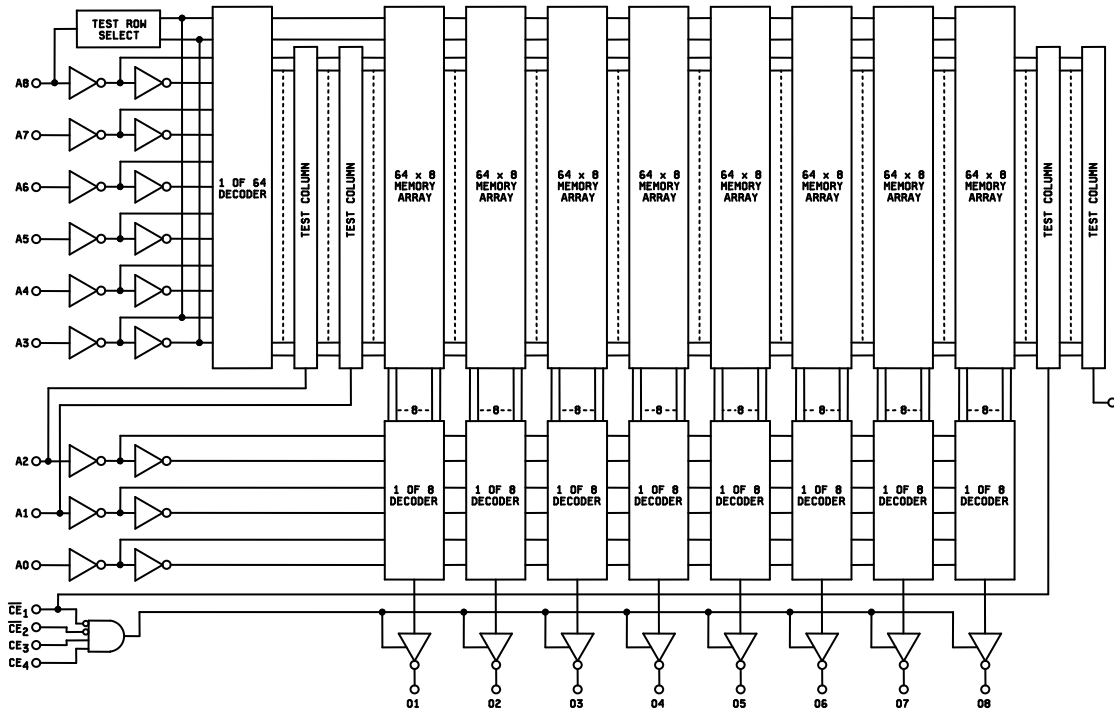 TEST ROW
SELECT
A8
A7
A6
A5
A4
A3
1 OF 64
DECODER
TEST COLUMN
TEST COLUMN
64 x 8
MEMORY
ARRAY
64 x 8
MEMORY
ARRAY
64 x 8
MEMORY
ARRAY
64 x 8
MEMORY
ARRAY
64 x 8
MEMORY
ARRAY
64 x 8
MEMORY
ARRAY
64 x 8
MEMORY
ARRAY
64 x 8
MEMORY
ARRAY
TEST COLUMN
TEST COLUMN
8 8 8 8 8 8 8 8
A2
A1
A0
1 OF 8
DECODER
1 OF 8
DECODER
1 OF 8
DECODER
1 OF 8
DECODER
1 OF 8
DECODER
1 OF 8
DECODER
1 OF 8
DECODER
1 OF 8
DECODER
C̅E̅1
C̅E̅2
CE3
CE4
O1 O2 O3 O4 O5 O6 O7 O8